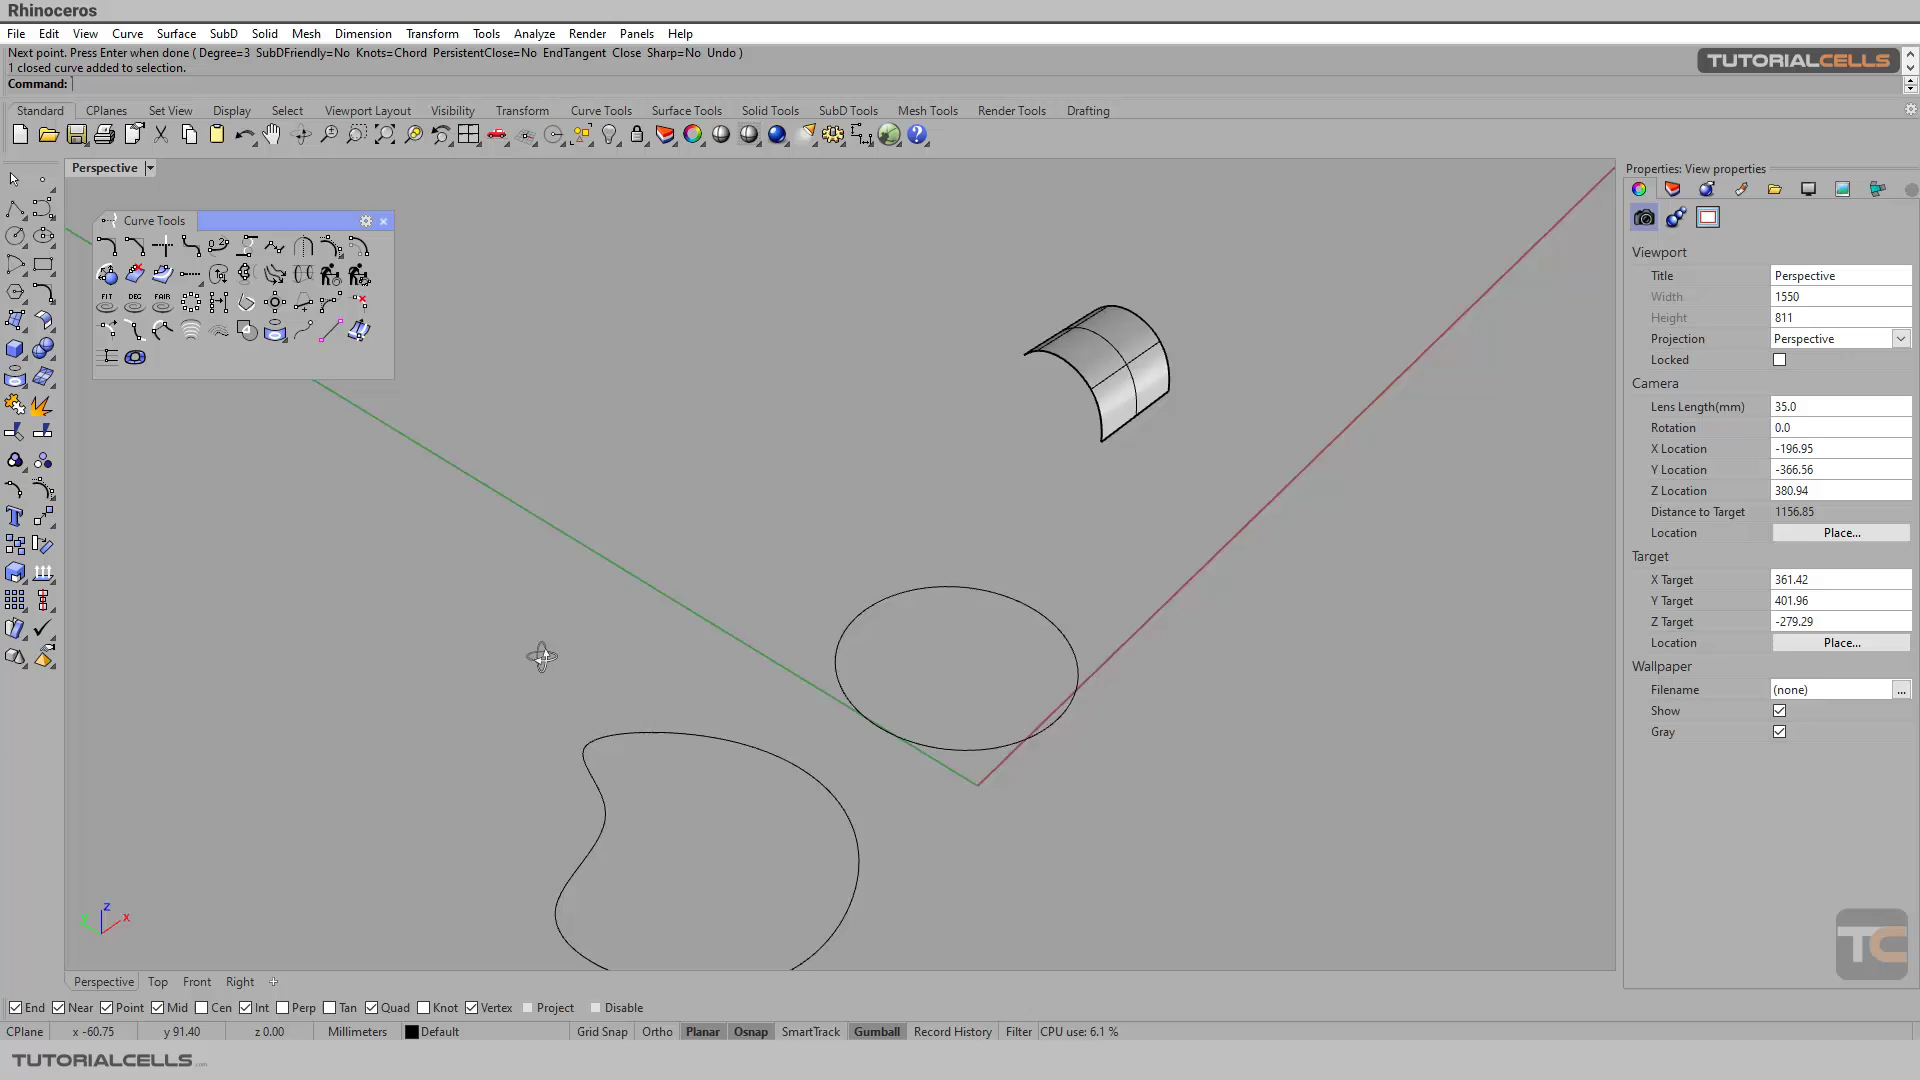 Rhinoceros
File Edit View Curve Surface SubD Solid Mesh Dimension Transform Tools Analyze Render Panels Help
Next point. Press Enter when done ( Degree=3 SubDFriendly=No Knots=Chord PersistentClose=No EndTangent Close Sharp=No Undo )
1 closed curve added to selection.
TUTORIALCELLS
Command:
Standard CPlanes Set View Display Select Viewport Layout Visibility Transform Curve Tools Surface Tools Solid Tools SubD Tools Mesh Tools Render Tools Drafting
Perspective
Curve Tools
FIT DEG FAIR
Properties: View properties
Viewport
Title Perspective
Width 1550
Height 811
Projection Perspective
Locked
Camera
Lens Length(mm) 35.0
Rotation 0.0
X Location -196.95
Y Location -366.56
Z Location 380.94
Distance to Target 1156.85
Location Place...
Target
X Target 361.42
Y Target 401.96
Z Target -279.29
Location Place...
Wallpaper
Filename (none) ...
Show
Gray
z
x
TC
Perspective Top Front Right
End Near Point Mid Cen Int Perp Tan Quad Knot Vertex Project Disable
CPlane x -60.75 y 91.40 z 0.00 Millimeters Default Grid Snap Ortho Planar Osnap SmartTrack Gumball Record History Filter CPU use: 6.1 %
TUTORIALCELLS